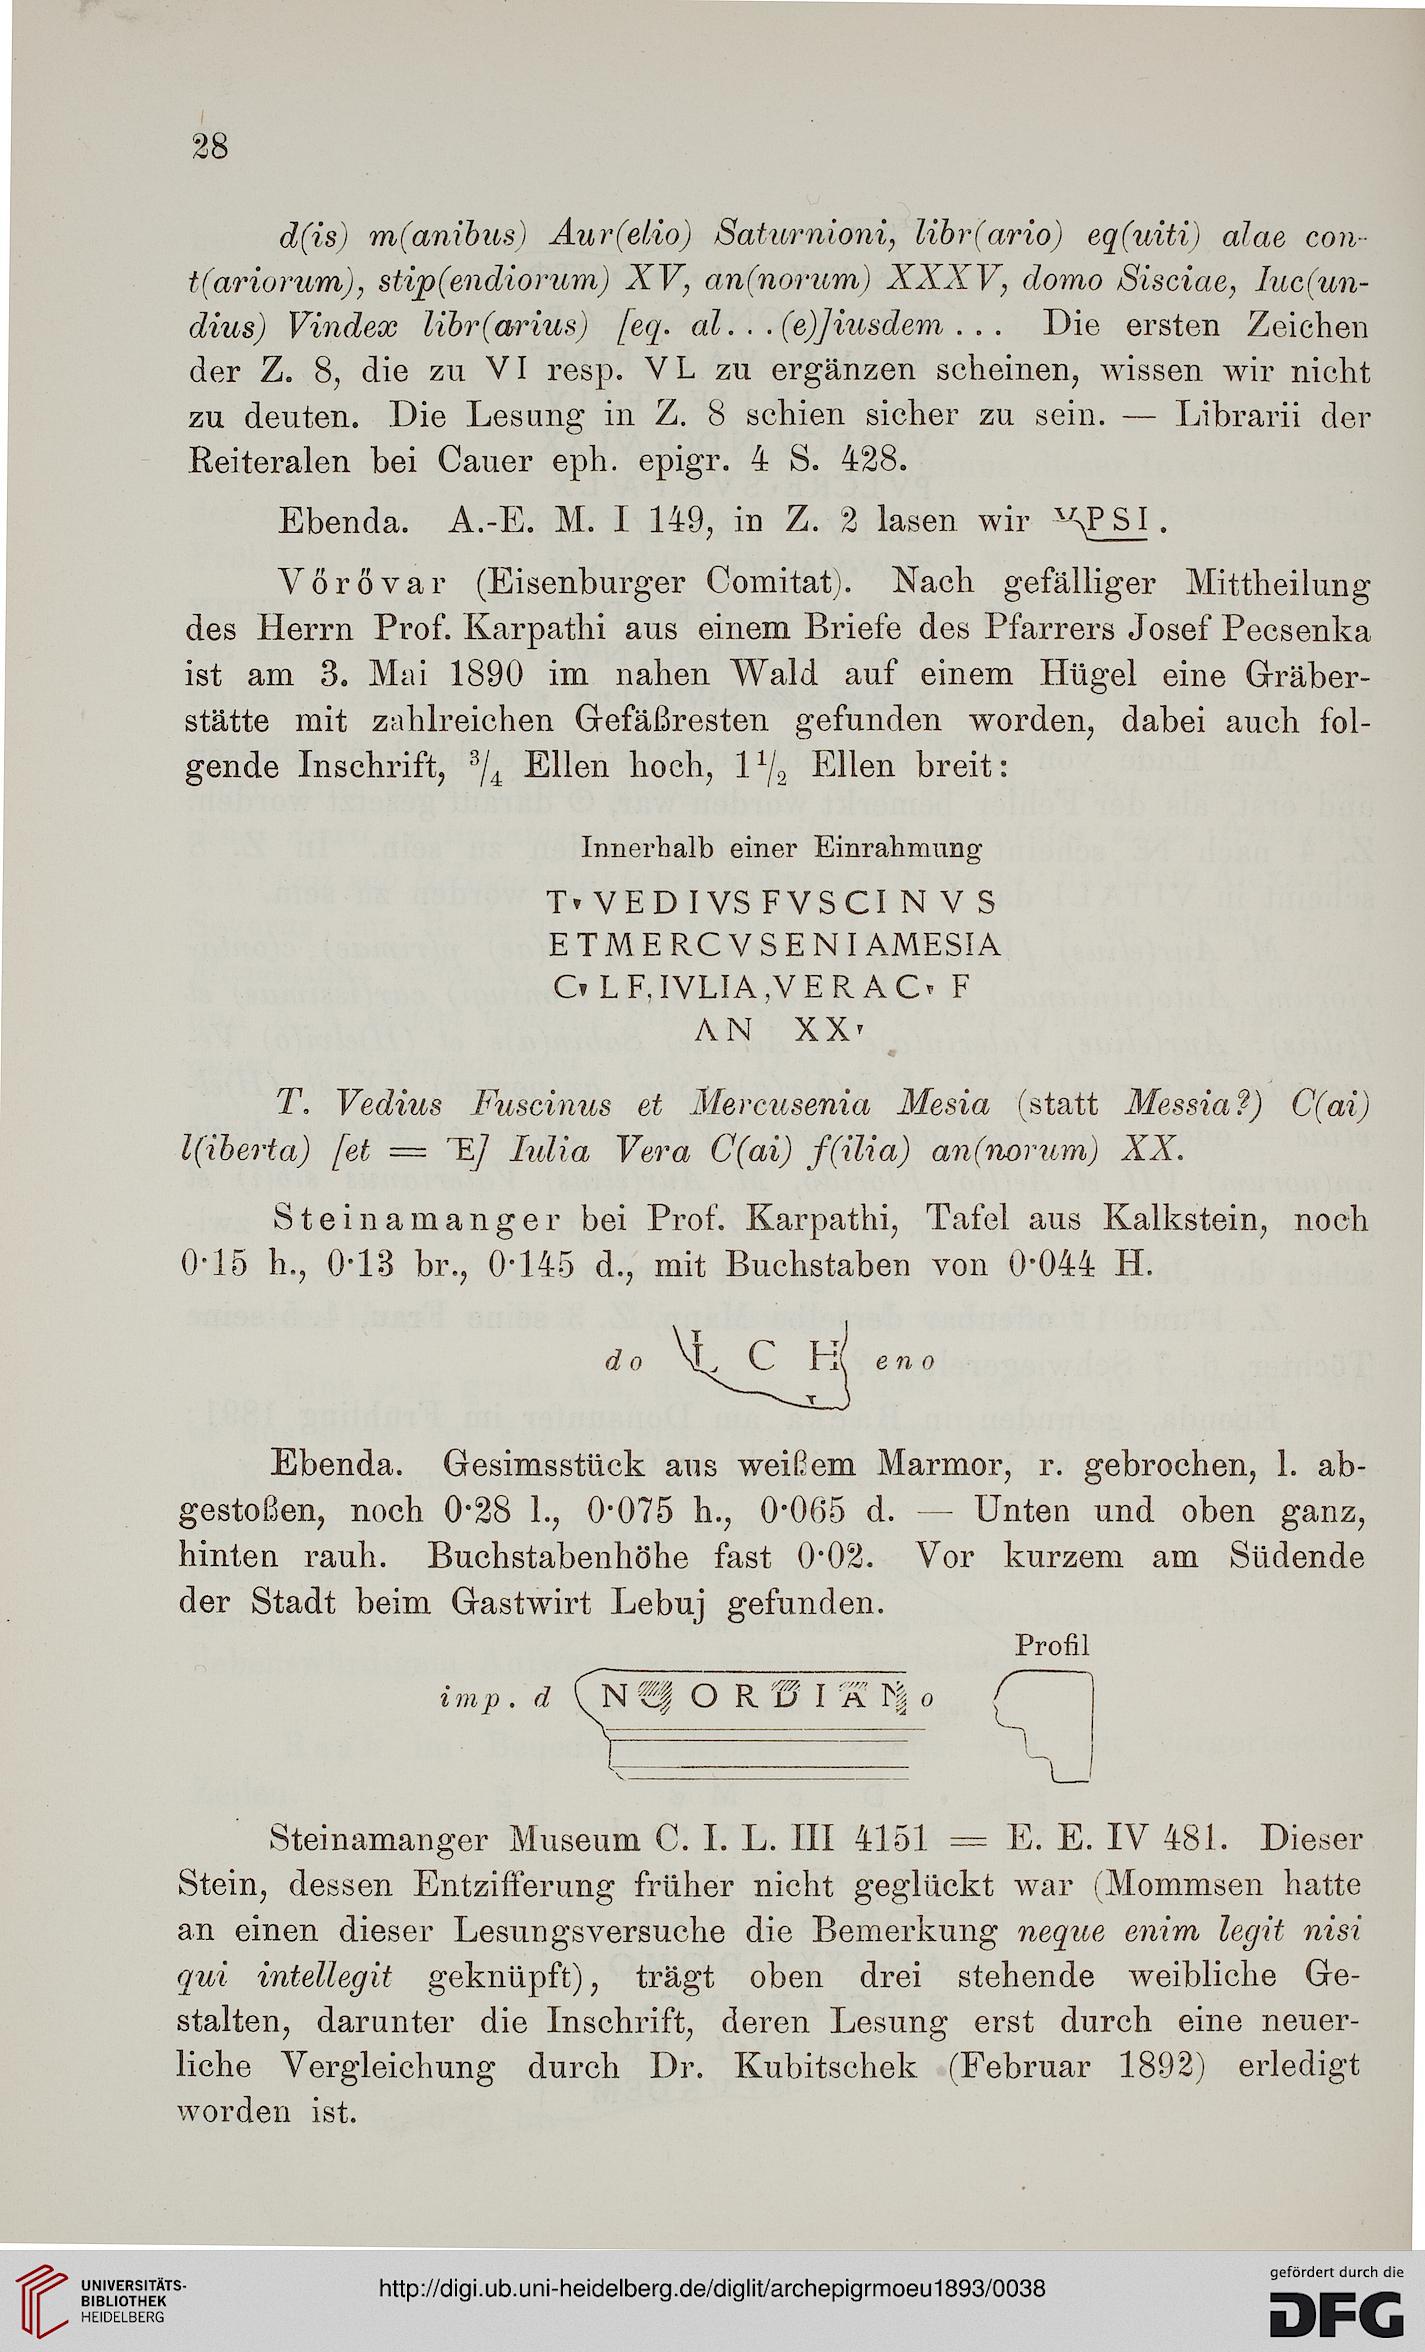 28
d(is) m(anibus) Aur(elio) Saturnioni, libr(ario) eq(uiti) alae con-
t(ariorum), stip(endiorum) XV, an(norum) XXXV, domo Sisciae, Iuc(un-
dius) Vindex libr(arius) [eq. al. . . (e)]iusdem . . . Die ersten Zeichen
der Z. 8, die zu VI resp. VL zu ergänzen scheinen, wissen wir nicht
zu deuten. Die Lesung in Z. 8 schien sicher zu sein. — Librarii der
Reiteralen bei Cauer eph. epigr. 4 S. 428.
Ebenda. A.-E. M. I 149, in Z. 2 lasen wir PSI.
Vőrővar (Eisenburger Comitat). Nach gefälliger Mittheilung
des Herrn Prof. Karpathi aus einem Briefe des Pfarrers Josef Pecsenka
ist am 3. Mai 1890 im nahen Wald auf einem Hügel eine Gräber-
stätte mit zahlreichen Gefäßresten gefunden worden, dabei auch fol-
gende Inschrift, 3/4 Ellen hoch, 1 1/2 Ellen breit:
Innerhalb einer Einrahmung
T▾VEDIVSFVSCINVS
ETMERCVSENIAMESIA
C▾LF,IVLIA,VERAC▾F
ΛN XX▾
T. Vedius Fuscinus et Mercusenia Mesia (statt Messia?) C(ai)
l(iberta) [et = E] Iulia Vera C(ai) f(ilia) an(norum) XX.
Steinamanger bei Prof. Karpathi, Tafel aus Kalkstein, noch
0·15 h., 0·13 br., 0·145 d., mit Buchstaben von 0·044 H.
do L C H eno
Ebenda. Gesimsstück aus weißem Marmor, r. gebrochen, l. ab-
gestoßen, noch 0·28 l., 0·075 h., 0·065 d. — Unten und oben ganz,
hinten rauh. Buchstabenhöhe fast 0·02. Vor kurzem am Südende
der Stadt beim Gastwirt Lebuj gefunden.
Profil
imp. d N G O R D I A N o
Steinamanger Museum C. I. L. III 4151 = E. E. IV 481. Dieser
Stein, dessen Entzifferung früher nicht geglückt war (Mommsen hatte
an einen dieser Lesungsversuche die Bemerkung neque enim legit nisi
qui intellegit geknüpft), trägt oben drei stehende weibliche Ge-
stalten, darunter die Inschrift, deren Lesung erst durch eine neuer-
liche Vergleichung durch Dr. Kubitschek (Februar 1892) erledigt
worden ist.
UNIVERSITÄTS-
BIBLIOTHEK
HEIDELBERG
http://digi.ub.uni-heidelberg.de/diglit/archepigrmoeu1893/0038
gefördert durch die
DFG